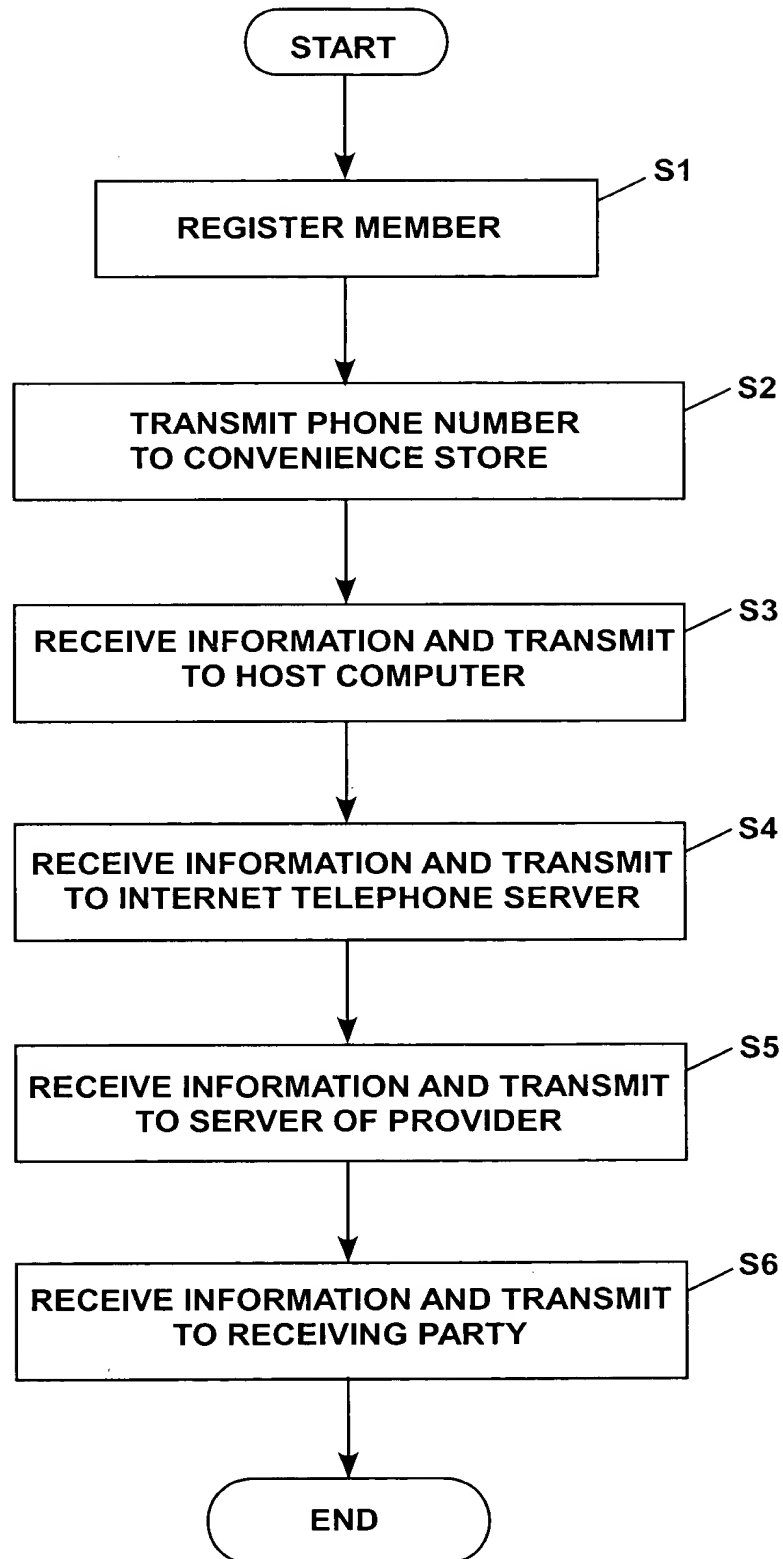 START
S1
REGISTER MEMBER
S2
TRANSMIT PHONE NUMBER
TO CONVENIENCE STORE
S3
RECEIVE INFORMATION AND TRANSMIT
TO HOST COMPUTER
S4
RECEIVE INFORMATION AND TRANSMIT
TO INTERNET TELEPHONE SERVER
S5
RECEIVE INFORMATION AND TRANSMIT
TO SERVER OF PROVIDER
S6
RECEIVE INFORMATION AND TRANSMIT
TO RECEIVING PARTY
END